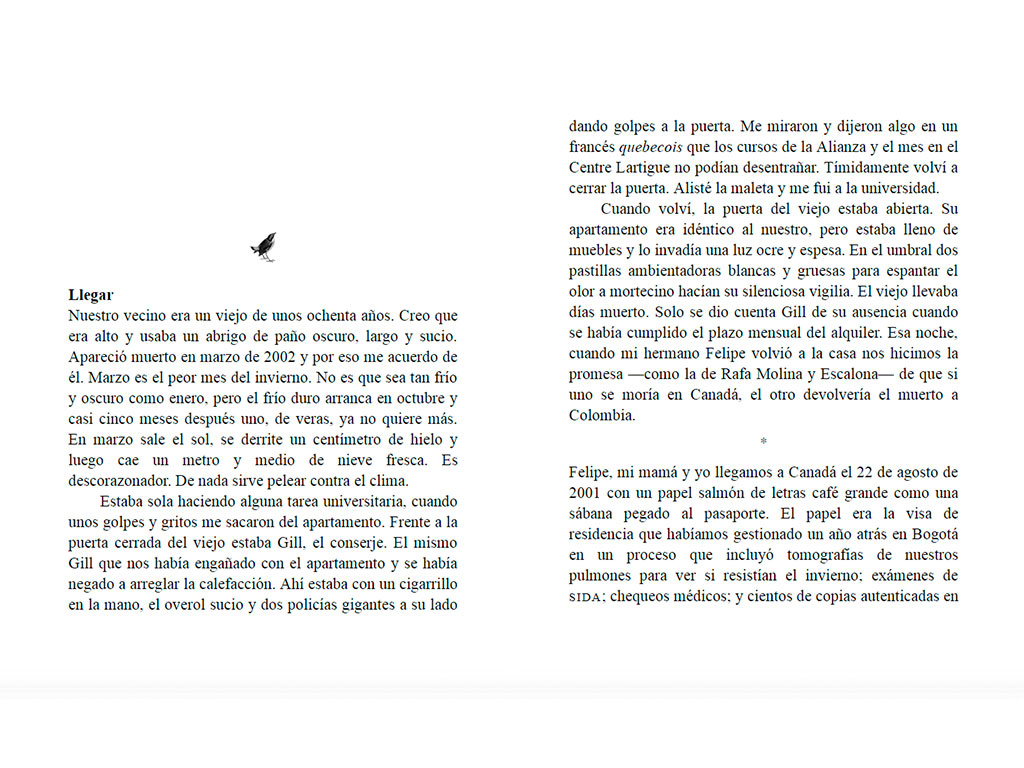 Llegar
Nuestro vecino era un viejo de unos ochenta años. Creo que
era alto y usaba un abrigo de paño oscuro, largo y sucio.
Apareció muerto en marzo de 2002 y por eso me acuerdo de
él. Marzo es el peor mes del invierno. No es que sea tan frío
y oscuro como enero, pero el frío duro arranca en octubre y
casi cinco meses después uno, de veras, ya no quiere más.
En marzo sale el sol, se derrite un centímetro de hielo y
luego cae un metro y medio de nieve fresca. Es
descorazonador. De nada sirve pelear contra el clima.
Estaba sola haciendo alguna tarea universitaria, cuando
unos golpes y gritos me sacaron del apartamento. Frente a la
puerta cerrada del viejo estaba Gill, el conserje. El mismo
Gill que nos había engañado con el apartamento y se había
negado a arreglar la calefacción. Ahí estaba con un cigarrillo
en la mano, el overol sucio y dos policías gigantes a su lado
dando golpes a la puerta. Me miraron y dijeron algo en un
francés quebecois que los cursos de la Alianza y el mes en el
Centre Lartigue no podían desentrañar. Tímidamente volví a
cerrar la puerta. Alisté la maleta y me fui a la universidad.
Cuando volví, la puerta del viejo estaba abierta. Su
apartamento era idéntico al nuestro, pero estaba lleno de
muebles y lo invadía una luz ocre y espesa. En el umbral dos
pastillas ambientadoras blancas y gruesas para espantar el
olor a mortecino hacían su silenciosa vigilia. El viejo llevaba
días muerto. Solo se dio cuenta Gill de su ausencia cuando
se había cumplido el plazo mensual del alquiler. Esa noche,
cuando mi hermano Felipe volvió a la casa nos hicimos la
promesa —como la de Rafa Molina y Escalona— de que si
uno se moría en Canadá, el otro devolvería el muerto a
Colombia.
*
Felipe, mi mamá y yo llegamos a Canadá el 22 de agosto de
2001 con un papel salmón de letras café grande como una
sábana pegado al pasaporte. El papel era la visa de
residencia que habíamos gestionado un año atrás en Bogotá
en un proceso que incluyó tomografías de nuestros
pulmones para ver si resistían el invierno; exámenes de
SIDA; chequeos médicos; y cientos de copias autenticadas en